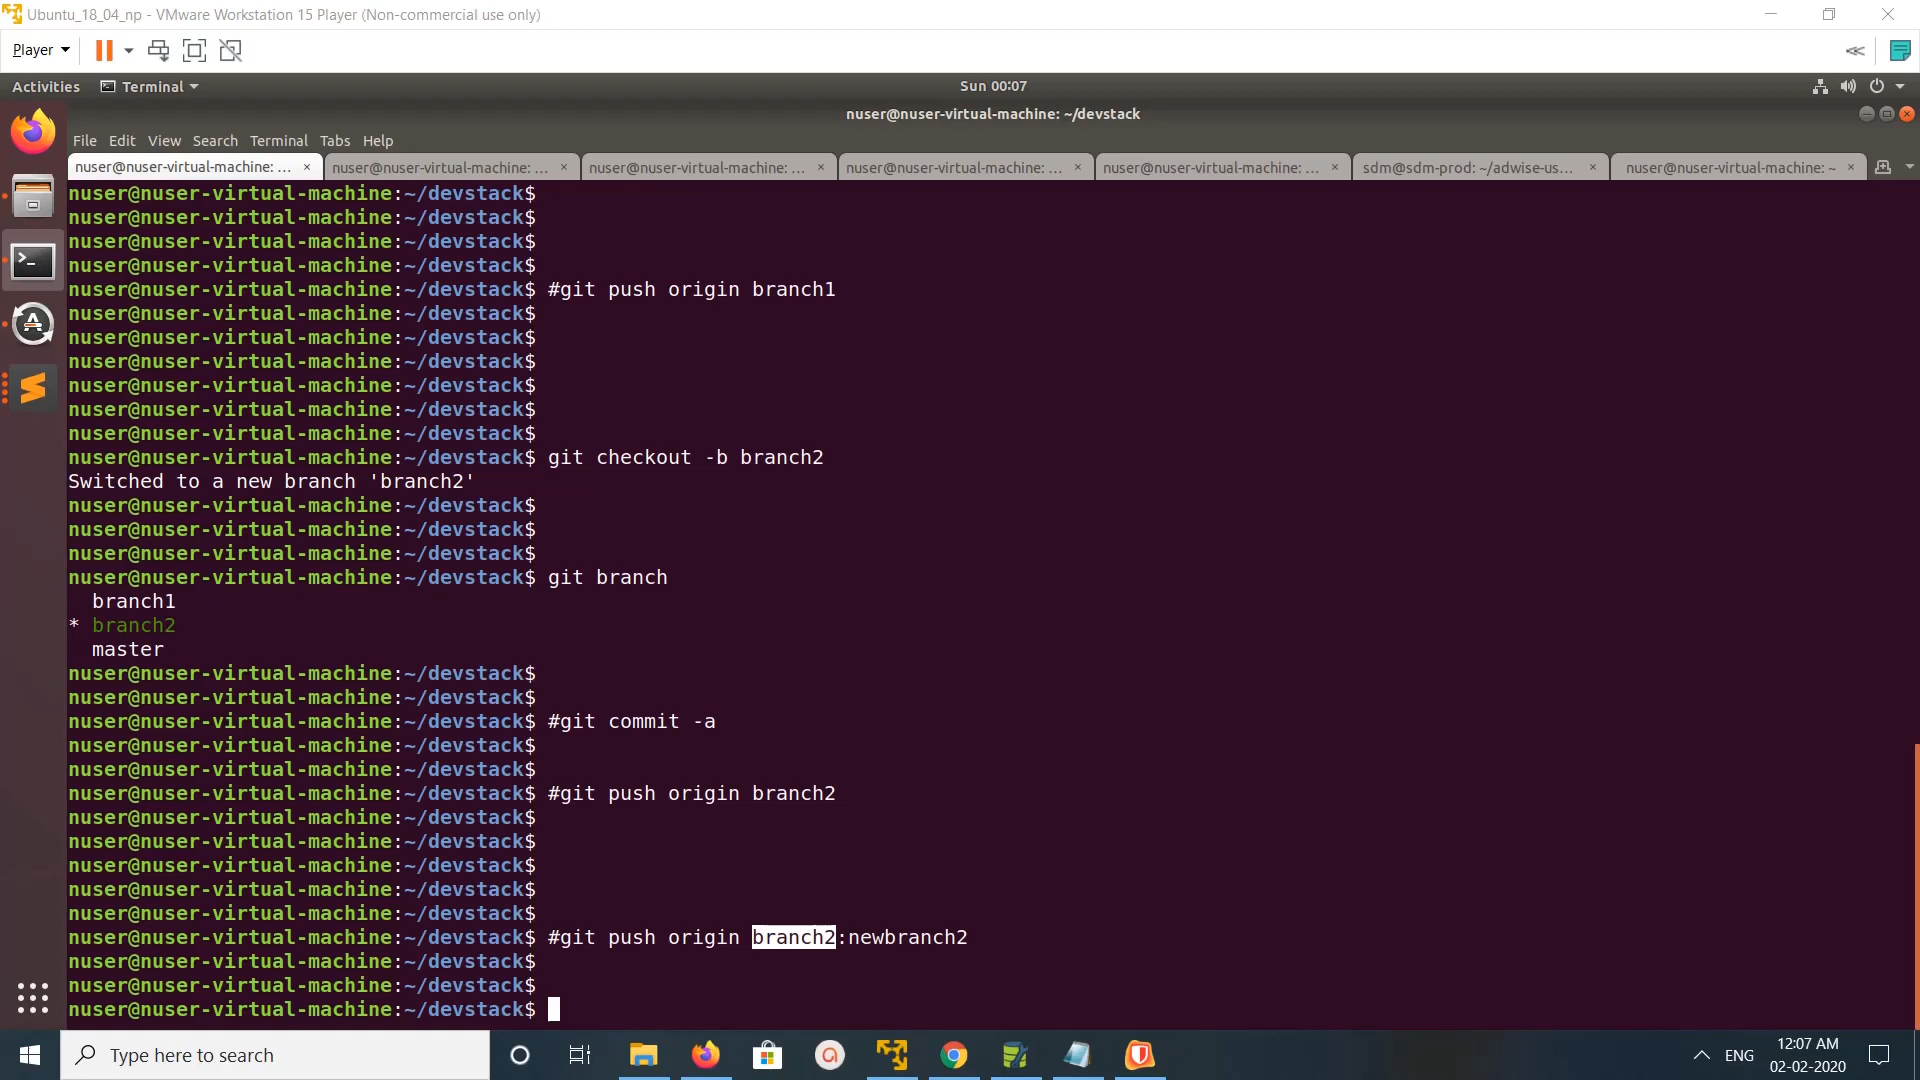 Ubuntu_18_04_np - VMware Workstation 15 Player (Non-commercial use only)
Player
Activities Terminal Sun 00:07
nuser@nuser-virtual-machine: ~/devstack
File Edit View Search Terminal Tabs Help
nuser@nuser-virtual-machine: ... × nuser@nuser-virtual-machine: ... × nuser@nuser-virtual-machine: ... × nuser@nuser-virtual-machine: ... × nuser@nuser-virtual-machine: ... × sdm@sdm-prod: ~/adwise-us... × nuser@nuser-virtual-machine: ~ ×
nuser@nuser-virtual-machine:~/devstack$
nuser@nuser-virtual-machine:~/devstack$
nuser@nuser-virtual-machine:~/devstack$
nuser@nuser-virtual-machine:~/devstack$
nuser@nuser-virtual-machine:~/devstack$ #git push origin branch1
nuser@nuser-virtual-machine:~/devstack$
nuser@nuser-virtual-machine:~/devstack$
nuser@nuser-virtual-machine:~/devstack$
nuser@nuser-virtual-machine:~/devstack$
nuser@nuser-virtual-machine:~/devstack$
nuser@nuser-virtual-machine:~/devstack$
nuser@nuser-virtual-machine:~/devstack$ git checkout -b branch2
Switched to a new branch 'branch2'
nuser@nuser-virtual-machine:~/devstack$
nuser@nuser-virtual-machine:~/devstack$
nuser@nuser-virtual-machine:~/devstack$
nuser@nuser-virtual-machine:~/devstack$ git branch
  branch1
* branch2
  master
nuser@nuser-virtual-machine:~/devstack$
nuser@nuser-virtual-machine:~/devstack$
nuser@nuser-virtual-machine:~/devstack$ #git commit -a
nuser@nuser-virtual-machine:~/devstack$
nuser@nuser-virtual-machine:~/devstack$
nuser@nuser-virtual-machine:~/devstack$ #git push origin branch2
nuser@nuser-virtual-machine:~/devstack$
nuser@nuser-virtual-machine:~/devstack$
nuser@nuser-virtual-machine:~/devstack$
nuser@nuser-virtual-machine:~/devstack$
nuser@nuser-virtual-machine:~/devstack$
nuser@nuser-virtual-machine:~/devstack$ #git push origin branch2:newbranch2
nuser@nuser-virtual-machine:~/devstack$
nuser@nuser-virtual-machine:~/devstack$
nuser@nuser-virtual-machine:~/devstack$
Type here to search
ENG
12:07 AM
02-02-2020